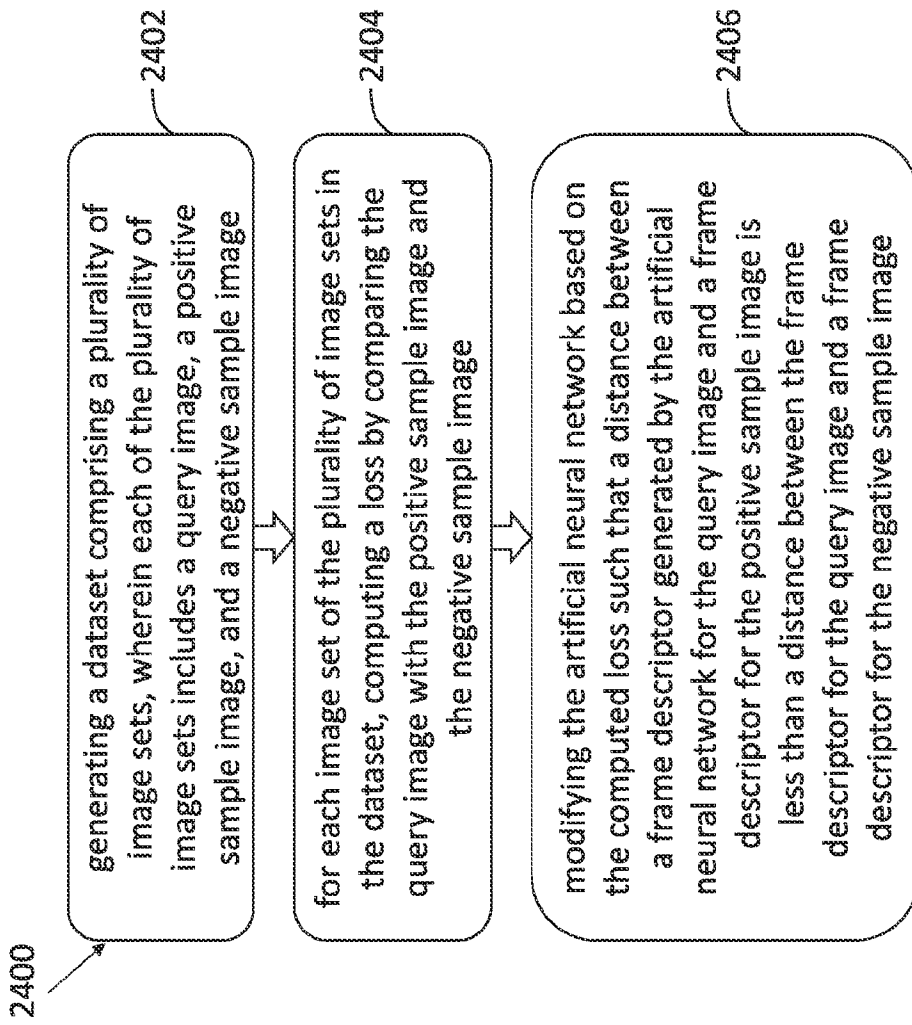 2400
generating a dataset comprising a plurality of
image sets, wherein each of the plurality of
image sets includes a query image, a positive
sample image, and a negative sample image
2402
for each image set of the plurality of image sets in
the dataset, computing a loss by comparing the
query image with the positive sample image and
the negative sample image
2404
modifying the artificial neural network based on
the computed loss such that a distance between
a frame descriptor generated by the artificial
neural network for the query image and a frame
descriptor for the positive sample image is
less than a distance between the frame
descriptor for the query image and a frame
descriptor for the negative sample image
2406